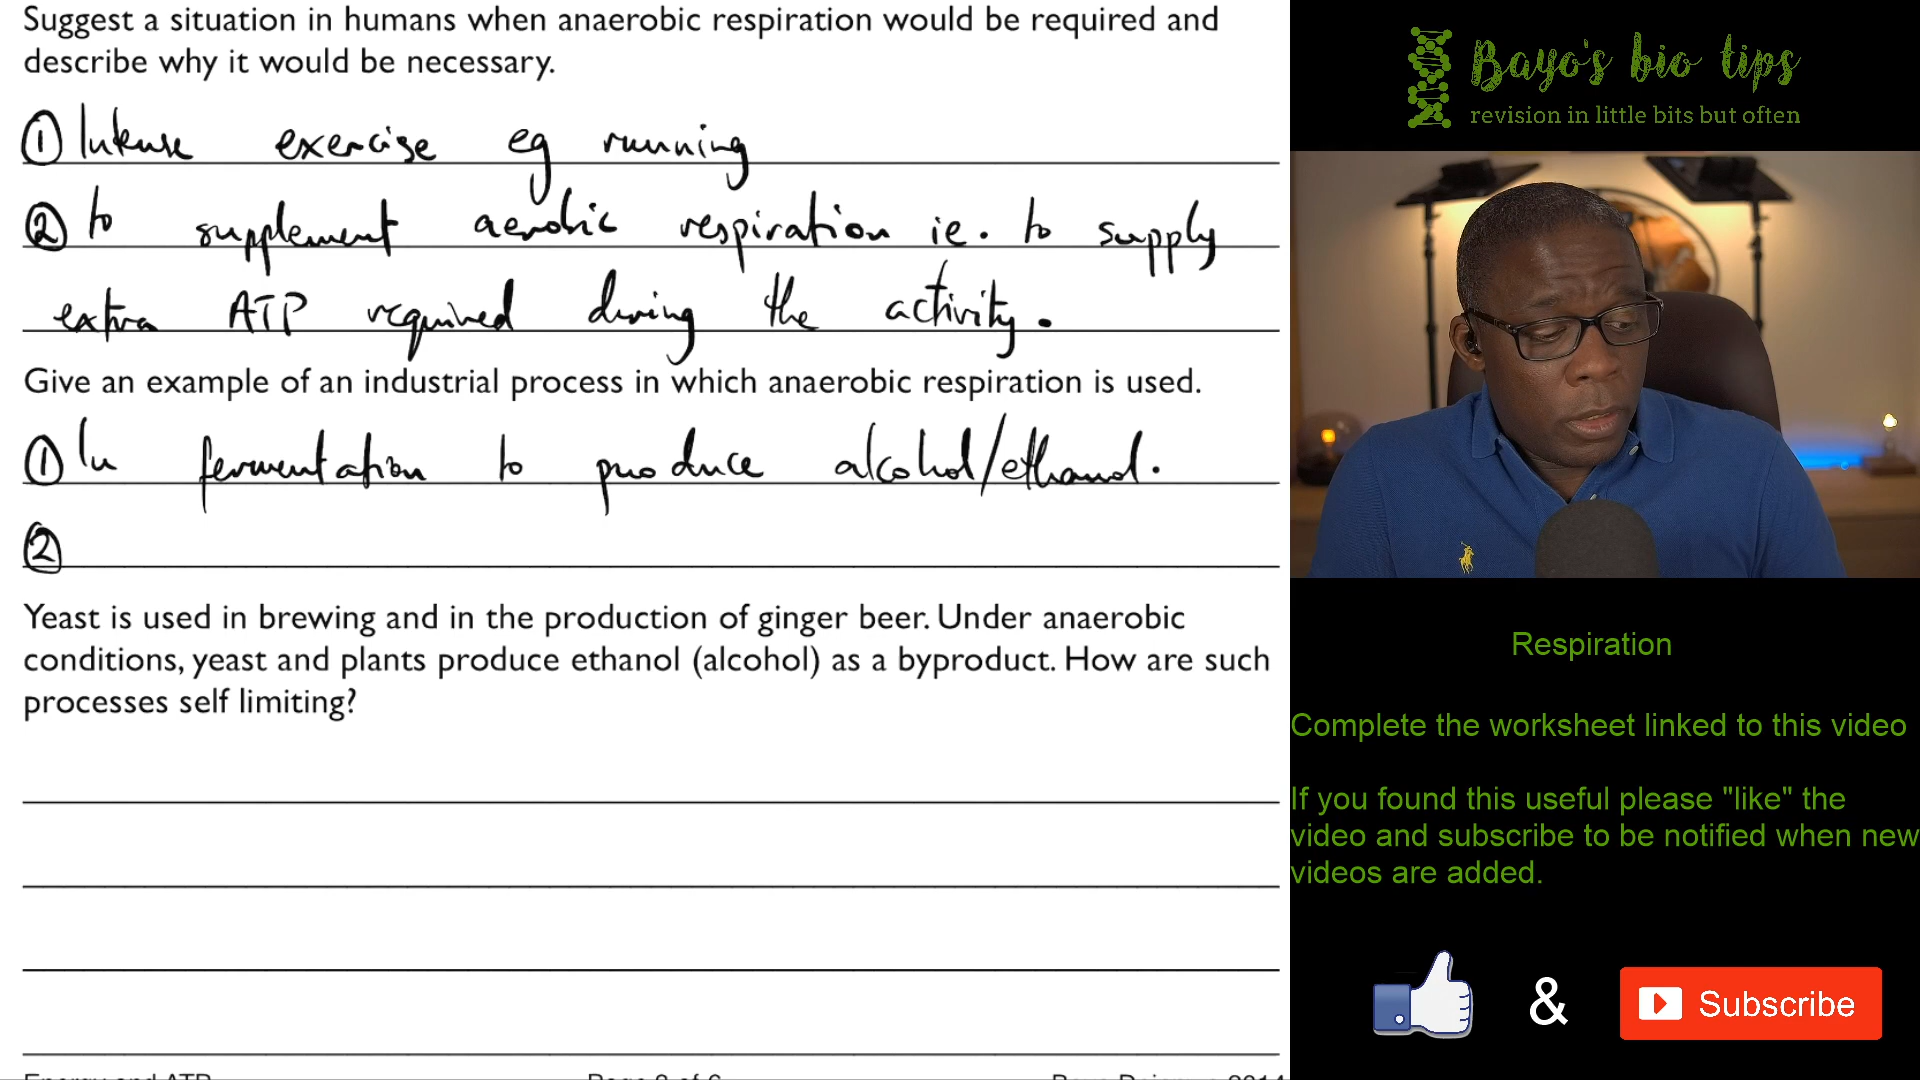 Suggest a situation in humans when anaerobic respiration would be required and
describe why it would be necessary.
① Intense exercise eg running
② to supplement aerobic respiration ie. to supply
extra ATP required during the activity.
Give an example of an industrial process in which anaerobic respiration is used.
① In fermentation to produce alcohol/ethanol.
②
Yeast is used in brewing and in the production of ginger beer. Under anaerobic
conditions, yeast and plants produce ethanol (alcohol) as a byproduct. How are such
processes self limiting?
Energy and ATP
Bayo's bio tips
revision in little bits but often
Respiration
Complete the worksheet linked to this video
If you found this useful please "like" the
video and subscribe to be notified when new
videos are added.
&
Subscribe